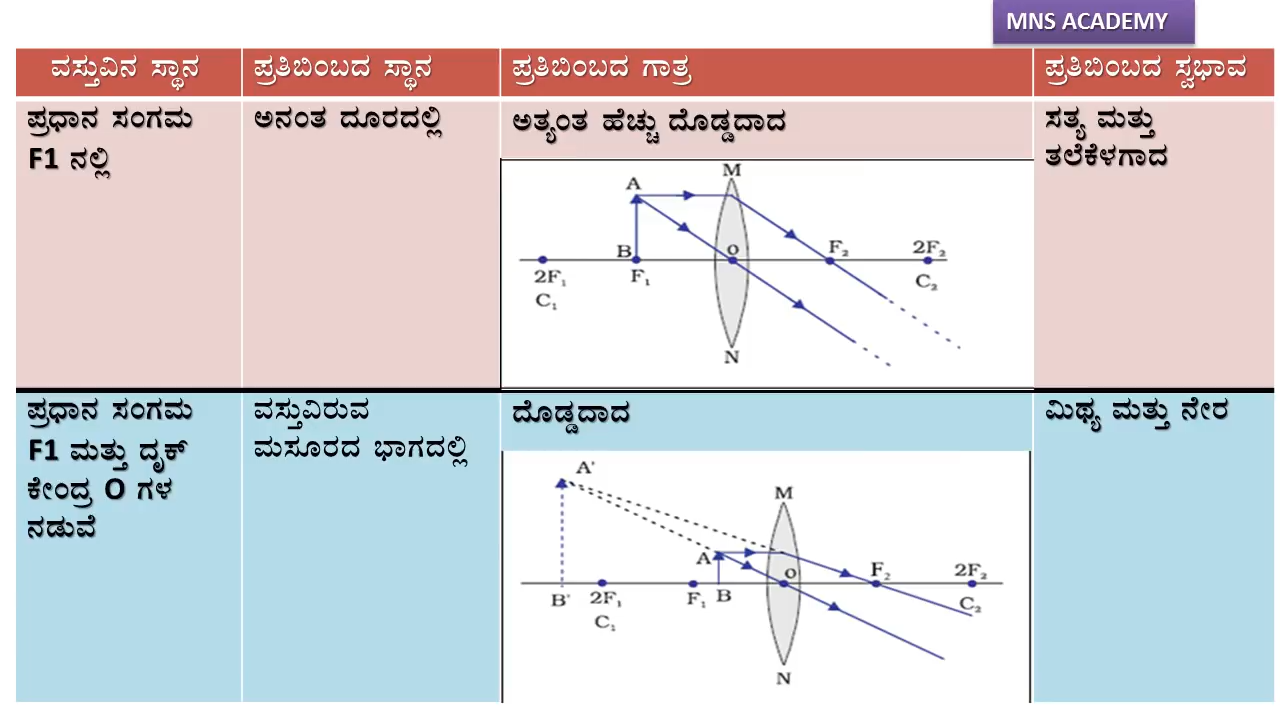 MNS ACADEMY
ವಸ್ತುವಿನ ಸ್ಥಾನ
ಪ್ರತಿಬಿಂಬದ ಸ್ಥಾನ
ಪ್ರತಿಬಿಂಬದ ಗಾತ್ರ
ಪ್ರತಿಬಿಂಬದ ಸ್ವಭಾವ
ಪ್ರಧಾನ ಸಂಗಮ
F1 ನಲ್ಲಿ
ಅನಂತ ದೂರದಲ್ಲಿ
ಅತ್ಯಂತ ಹೆಚ್ಚು ದೊಡ್ಡದಾದ
M
A
B
O
F₂
2F₂
2F₁
F₁
C₂
C₁
N
ಸತ್ಯ ಮತ್ತು
ತಲೆಕೆಳಗಾದ
ಪ್ರಧಾನ ಸಂಗಮ
F1 ಮತ್ತು ದೃಕ್
ಕೇಂದ್ರ O ಗಳ
ನಡುವೆ
ವಸ್ತುವಿರುವ
ಮಸೂರದ ಭಾಗದಲ್ಲಿ
ದೊಡ್ಡದಾದ
A'
M
A
O
F₂
2F₂
B'
2F₁
F₁
B
C₂
C₁
N
ಮಿಥ್ಯ ಮತ್ತು ನೇರ